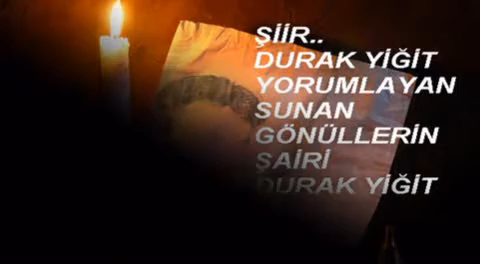 ŞİİR..
DURAK YİĞİT
YORUMLAYAN
SUNAN
GÖNÜLLERİN
ŞAİRİ
DURAK YİĞİT